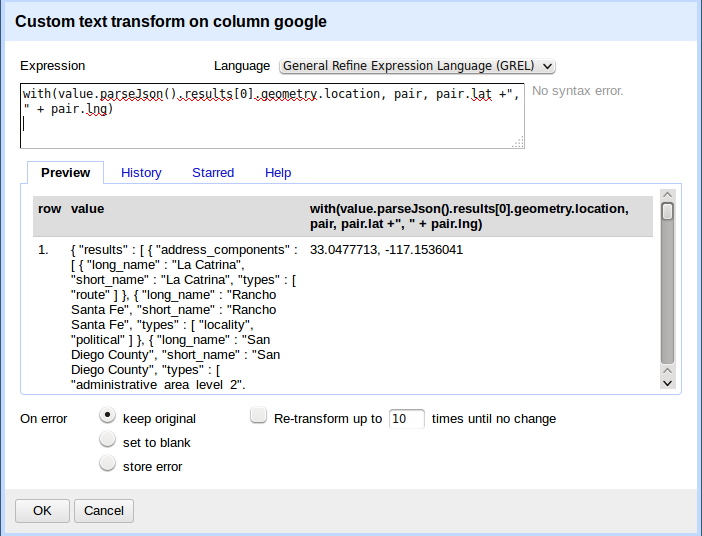 Custom text transform on column google
Expression Language General Refine Expression Language (GREL)
with(value.parseJson().results[0].geometry.location, pair, pair.lat +",
" + pair.lng)
No syntax error.
Preview History Starred Help
row value with(value.parseJson().results[0].geometry.location,
pair, pair.lat +", " + pair.lng)
1. { "results" : [ { "address_components" : 33.0477713, -117.1536041
[ { "long_name" : "La Catrina",
"short_name" : "La Catrina", "types" : [
"route" ] }, { "long_name" : "Rancho
Santa Fe", "short_name" : "Rancho
Santa Fe", "types" : [ "locality",
"political" ] }, { "long_name" : "San
Diego County", "short_name" : "San
Diego County", "types" : [
"administrative_area_level_2",
On error keep original Re-transform up to 10 times until no change
set to blank
store error
OK Cancel